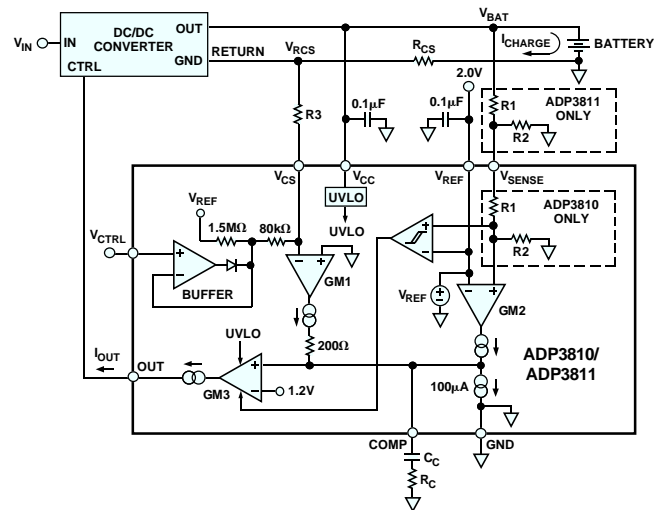 DC/DC
CONVERTER
IN
OUT
GND
CTRL
RETURN
VIN
VRCS
RCS
VBAT
ICHARGE
BATTERY
2.0V
0.1µF
0.1µF
R3
R1
R2
ADP3811
ONLY
VCS
VCC
VREF
VSENSE
UVLO
UVLO
R1
R2
ADP3810
ONLY
VREF
1.5MΩ
80kΩ
VCTRL
BUFFER
GM1
VREF
GM2
200Ω
UVLO
IOUT
OUT
GM3
1.2V
100µA
ADP3810/
ADP3811
COMP
GND
CC
RC